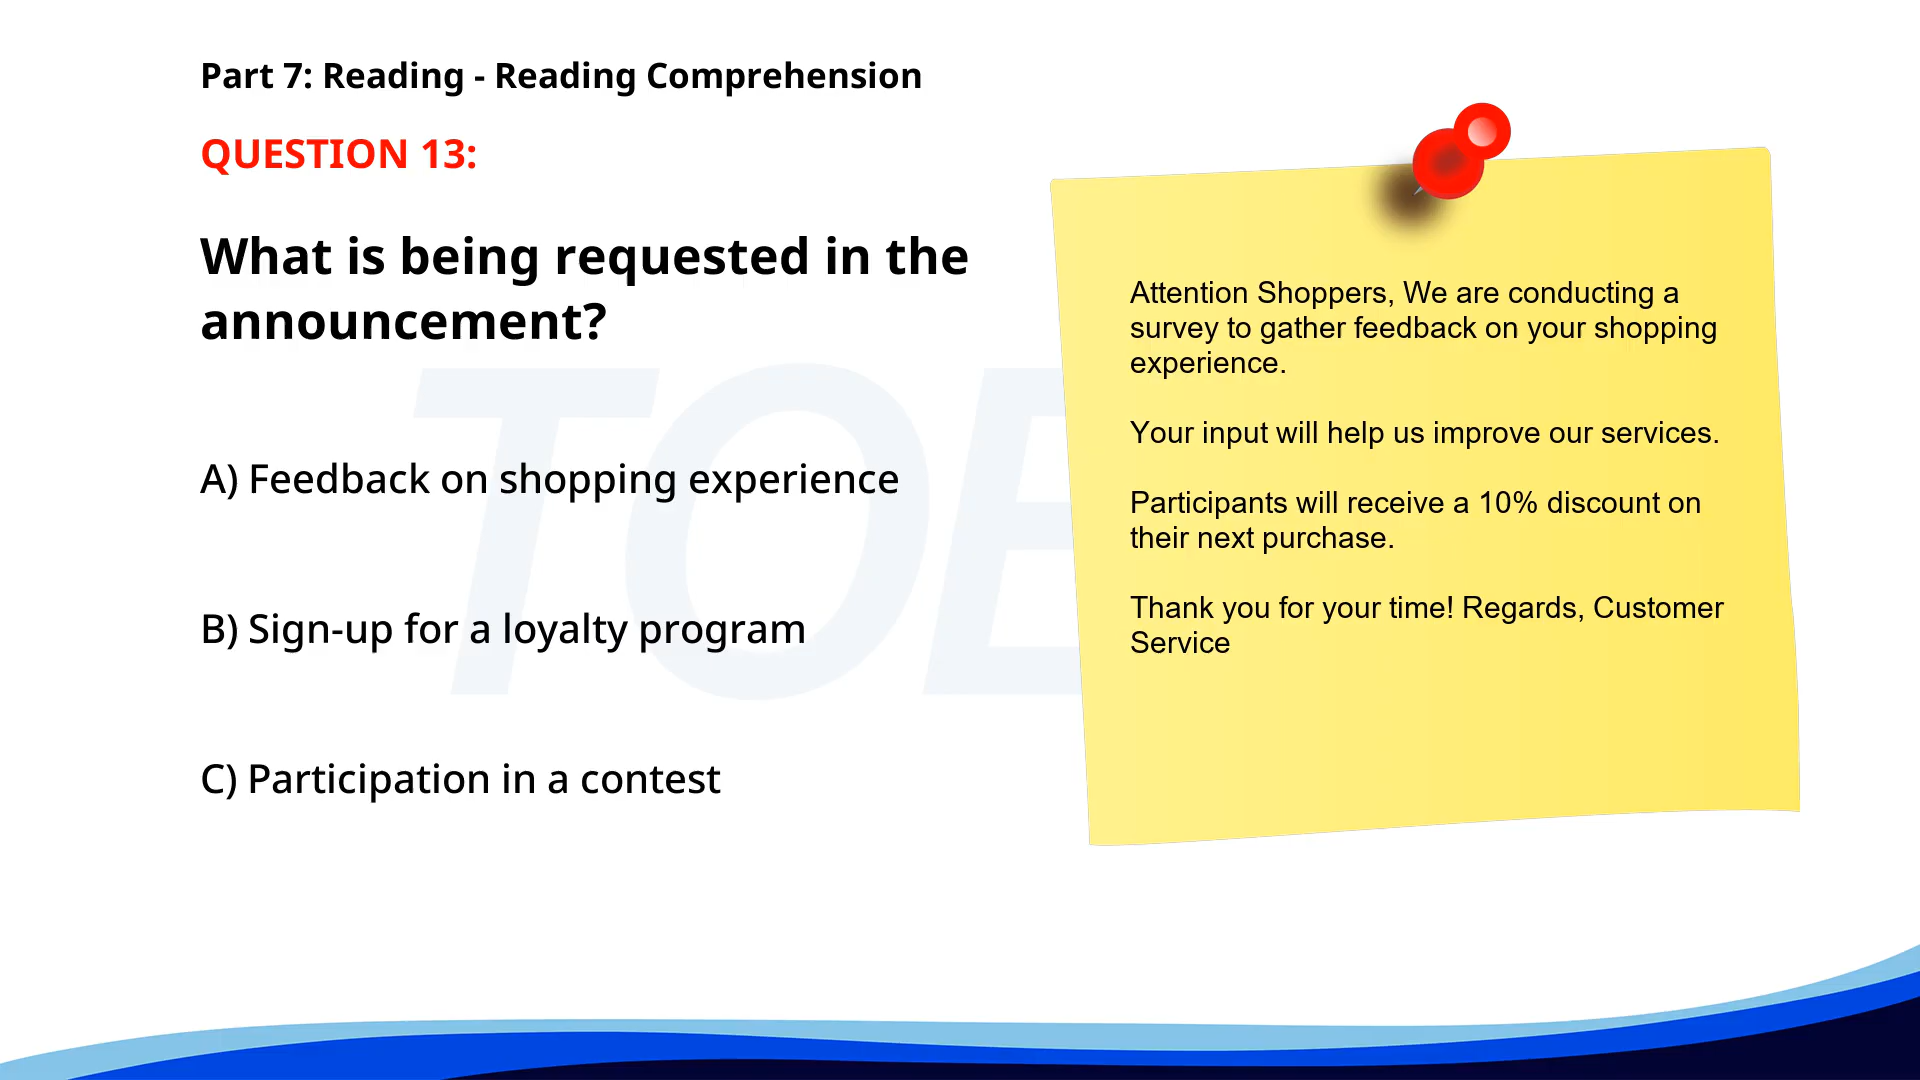 Part 7: Reading - Reading Comprehension
QUESTION 13:
What is being requested in the
announcement?
A) Feedback on shopping experience
B) Sign-up for a loyalty program
C) Participation in a contest
Attention Shoppers, We are conducting a
survey to gather feedback on your shopping
experience.
Your input will help us improve our services.
Participants will receive a 10% discount on
their next purchase.
Thank you for your time! Regards, Customer
Service